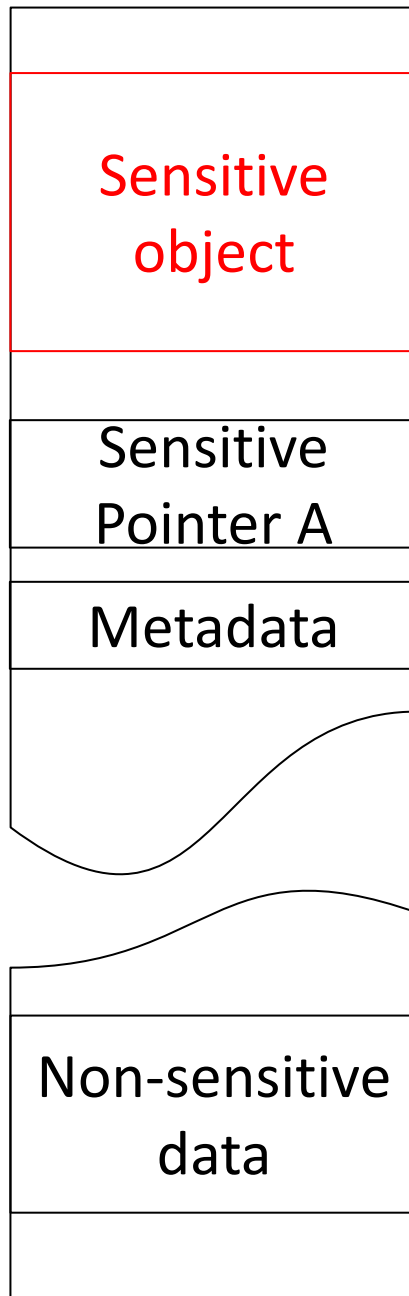 Sensitive
object
Sensitive
Pointer A
Metadata
Non-sensitive
data